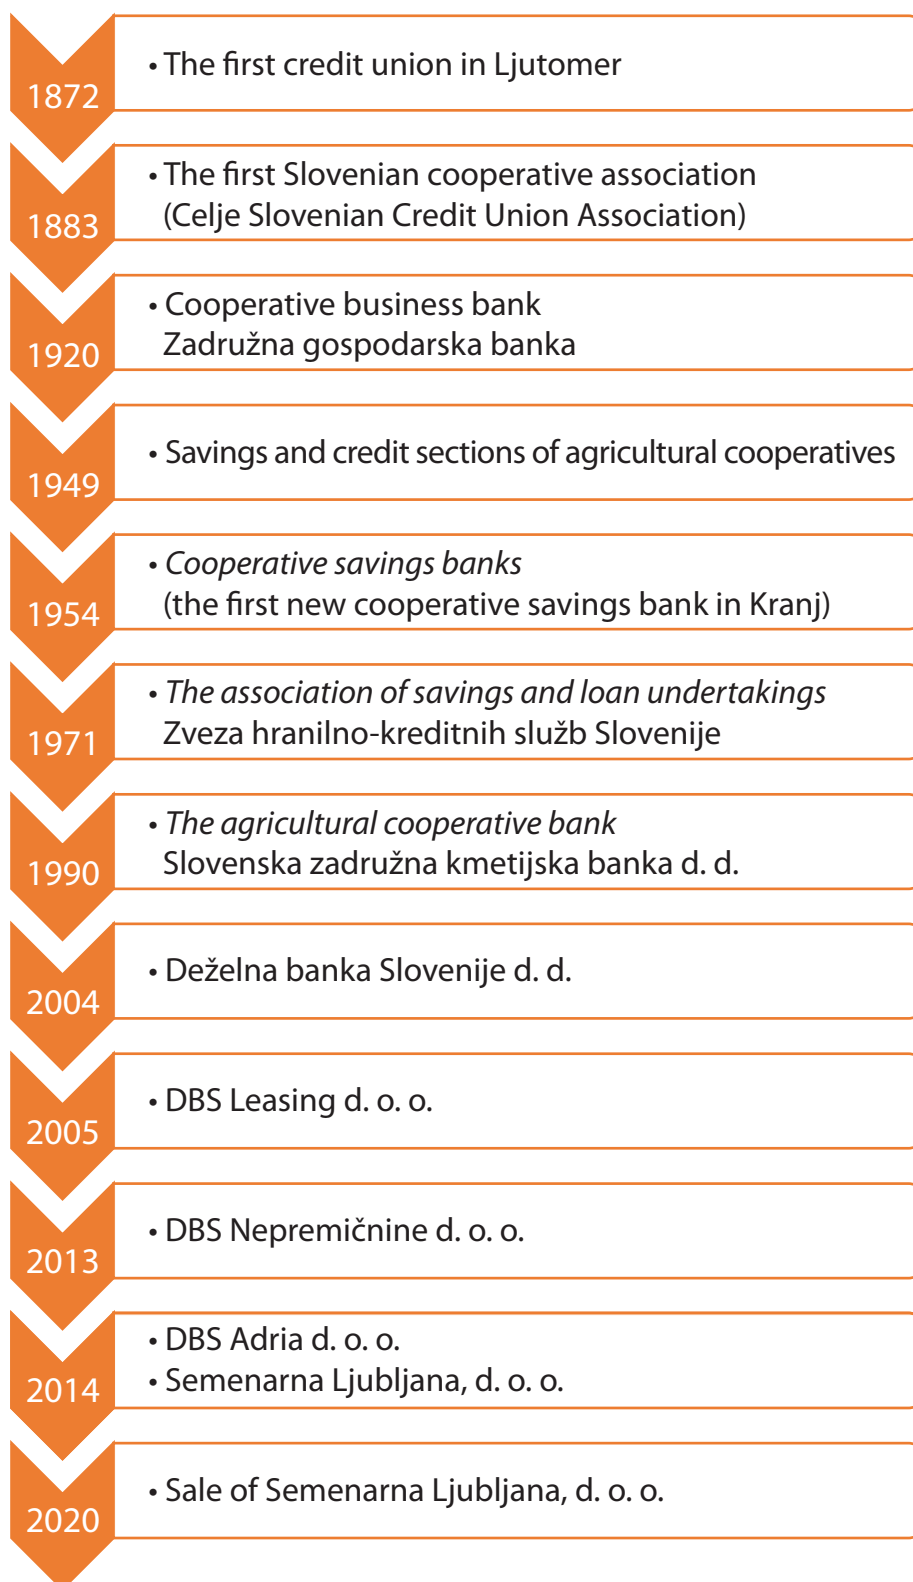 1872
• The first credit union in Ljutomer
1883
• The first Slovenian cooperative association
(Celje Slovenian Credit Union Association)
1920
• Cooperative business bank
Zadružna gospodarska banka
1949
• Savings and credit sections of agricultural cooperatives
1954
• Cooperative savings banks
(the first new cooperative savings bank in Kranj)
1971
• The association of savings and loan undertakings
Zveza hranilno-kreditnih služb Slovenije
1990
• The agricultural cooperative bank
Slovenska zadružna kmetijska banka d. d.
2004
• Deželna banka Slovenije d. d.
2005
• DBS Leasing d. o. o.
2013
• DBS Nepremičnine d. o. o.
2014
• DBS Adria d. o. o.
• Semenarna Ljubljana, d. o. o.
2020
• Sale of Semenarna Ljubljana, d. o. o.